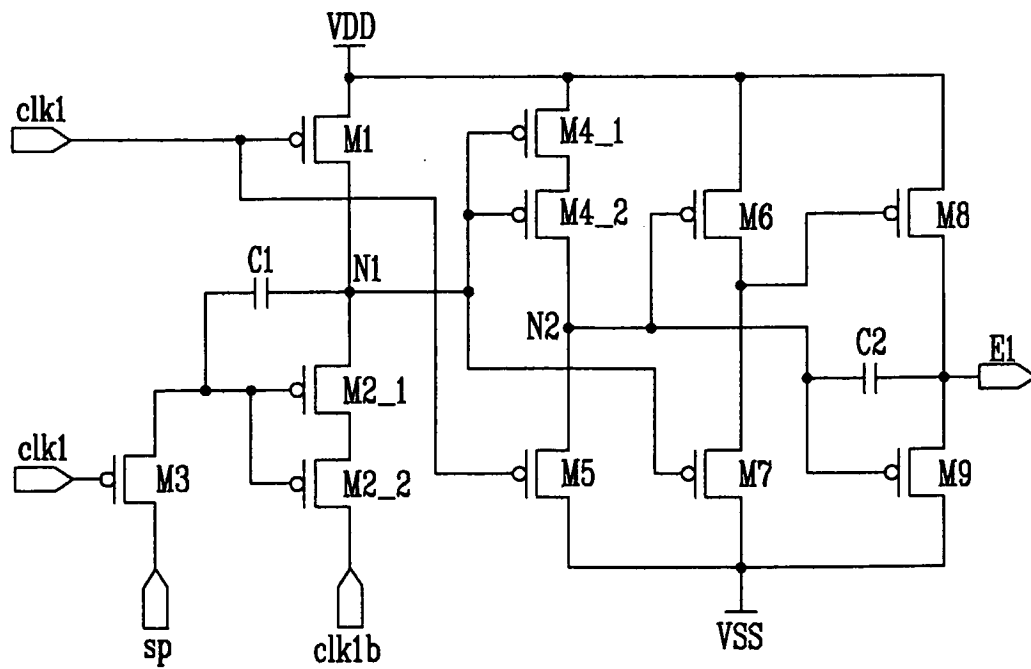 VDD
clk1
M1
M4_1
M4_2
M6
M8
C1
N1
N2
C2
E1
M2_1
clk1
M3
M2_2
M5
M7
M9
sp
clk1b
VSS